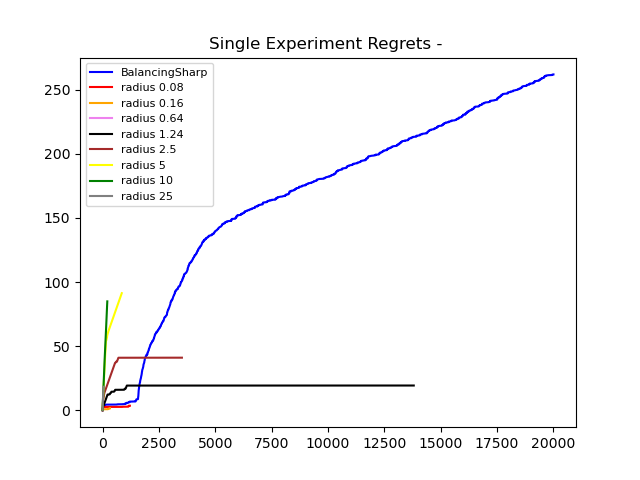 Single Experiment Regrets -
BalancingSharp
radius 0.08
radius 0.16
radius 0.64
radius 1.24
radius 2.5
radius 5
radius 10
radius 25
250
200
150
100
50
0
0 2500 5000 7500 10000 12500 15000 17500 20000